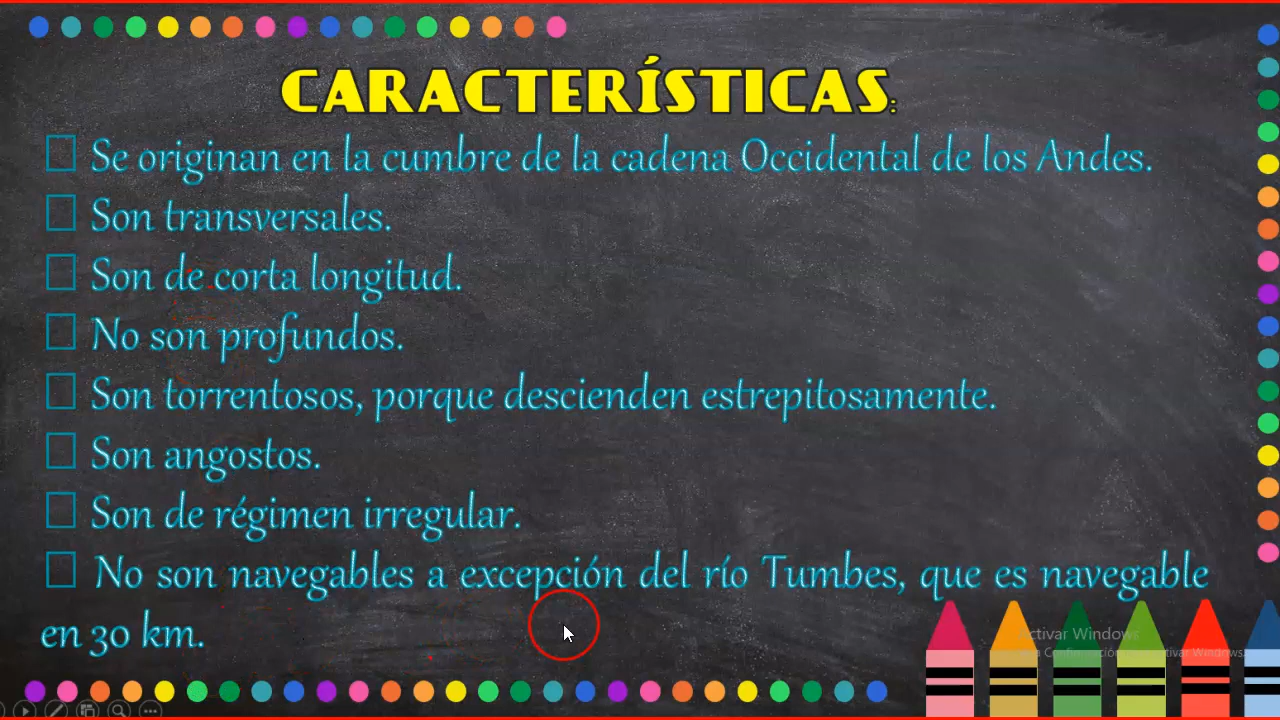 CARACTERÍSTICAS:
Se originan en la cumbre de la cadena Occidental de los Andes.
Son transversales.
Son de corta longitud.
No son profundos.
Son torrentosos, porque descienden estrepitosamente.
Son angostos.
Son de régimen irregular.
No son navegables a excepción del río Tumbes, que es navegable
en 30 km.
Activar Windows
Windows.